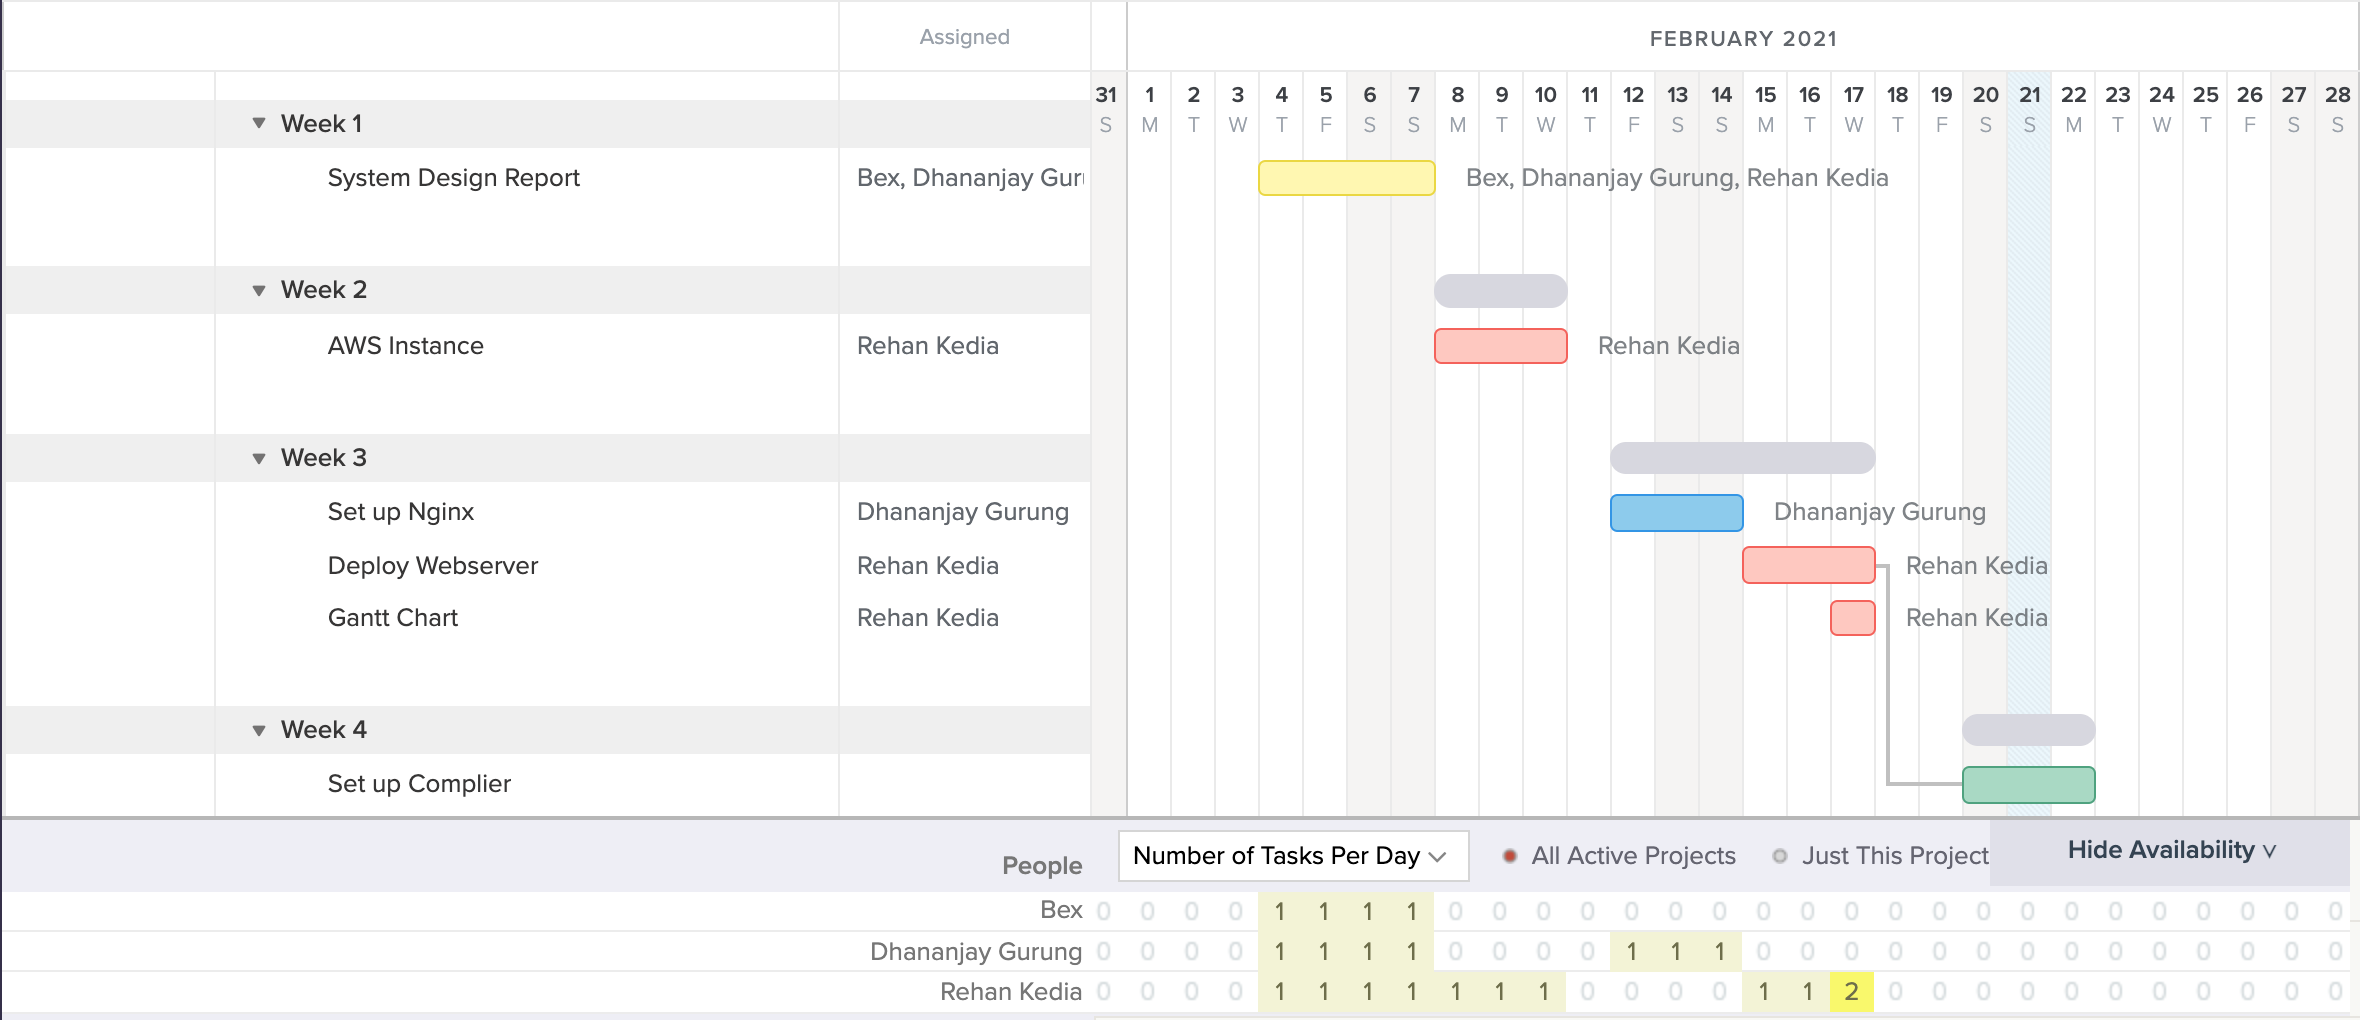 Assigned
FEBRUARY 2021
31 1 2 3 4 5 6 7 8 9 10 11 12 13 14 15 16 17 18 19 20 21 22 23 24 25 26 27 28
S M T W T F S S M T W T F S S M T W T F S S M T W T F S S
Week 1
System Design Report Bex, Dhananjay Bex, Dhananjay Gurung, Rehan Kedia
Week 2
AWS Instance Rehan Kedia Rehan Kedia
Week 3
Set up Nginx Dhananjay Gurung Dhananjay Gurung
Deploy Webserver Rehan Kedia Rehan Kedia
Gantt Chart Rehan Kedia Rehan Kedia
Week 4
Set up Complier
People Number of Tasks Per Day All Active Projects Just This Project Hide Availability
Bex 0 0 0 0 1 1 1 1 0 0 0 0 0 0 0 0 0 0 0 0 0 0 0 0 0 0 0 0 0
Dhananjay Gurung 0 0 0 0 1 1 1 1 0 0 0 0 1 1 1 0 0 0 0 0 0 0 0 0 0 0 0 0 0
Rehan Kedia 0 0 0 0 1 1 1 1 1 1 1 0 0 0 0 1 1 2 0 0 0 0 0 0 0 0 0 0 0